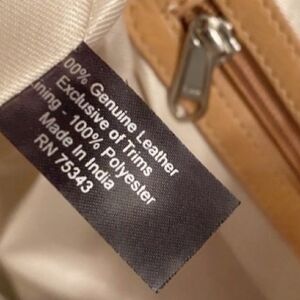 00% Genuine Leather
Exclusive of Trims
ining - 100% Polyester
Made In India
RN 75343